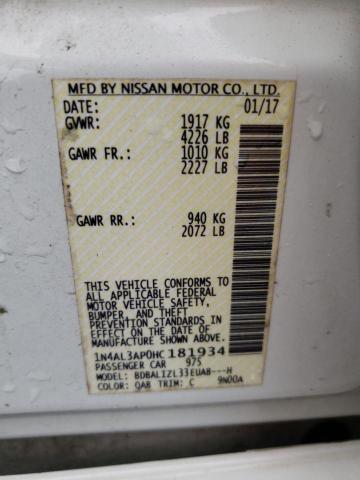 MFD BY NISSAN MOTOR CO., LTD.
DATE: 01/17
GVWR: 1917 KG
4226 LB
GAWR FR.: 1010 KG
2227 LB
GAWR RR.: 940 KG
2072 LB
THIS VEHICLE CONFORMS TO
ALL APPLICABLE FEDERAL
MOTOR VEHICLE SAFETY,
BUMPER, AND THEFT
PREVENTION STANDARDS IN
EFFECT ON THE DATE OF
MANUFACTURE SHOWN ABOVE.
1N4AL3AP0HC181934
PASSENGER CAR 975
MODEL: BDBALIZL33EUAB---H
COLOR: QAB TRIM: C 9N00A